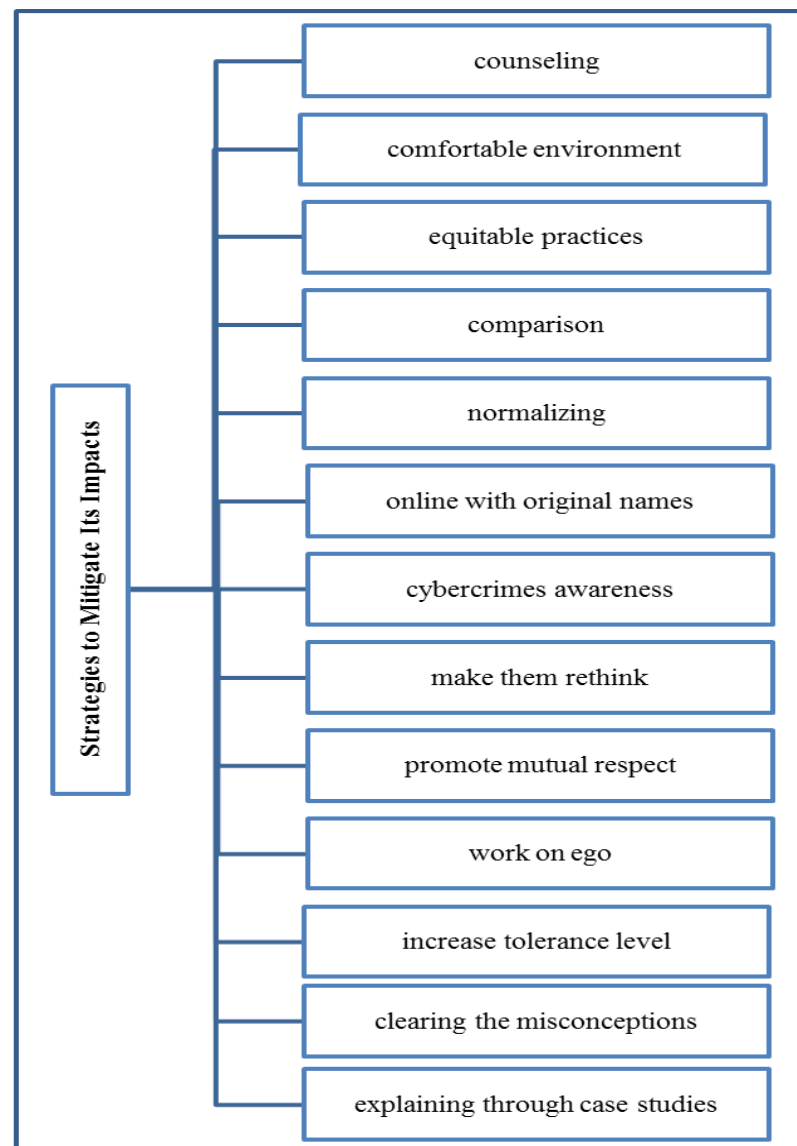 Strategies to Mitigate Its Impacts
counseling
comfortable environment
equitable practices
comparison
normalizing
online with original names
cybercrimes awareness
make them rethink
promote mutual respect
work on ego
increase tolerance level
clearing the misconceptions
explaining through case studies